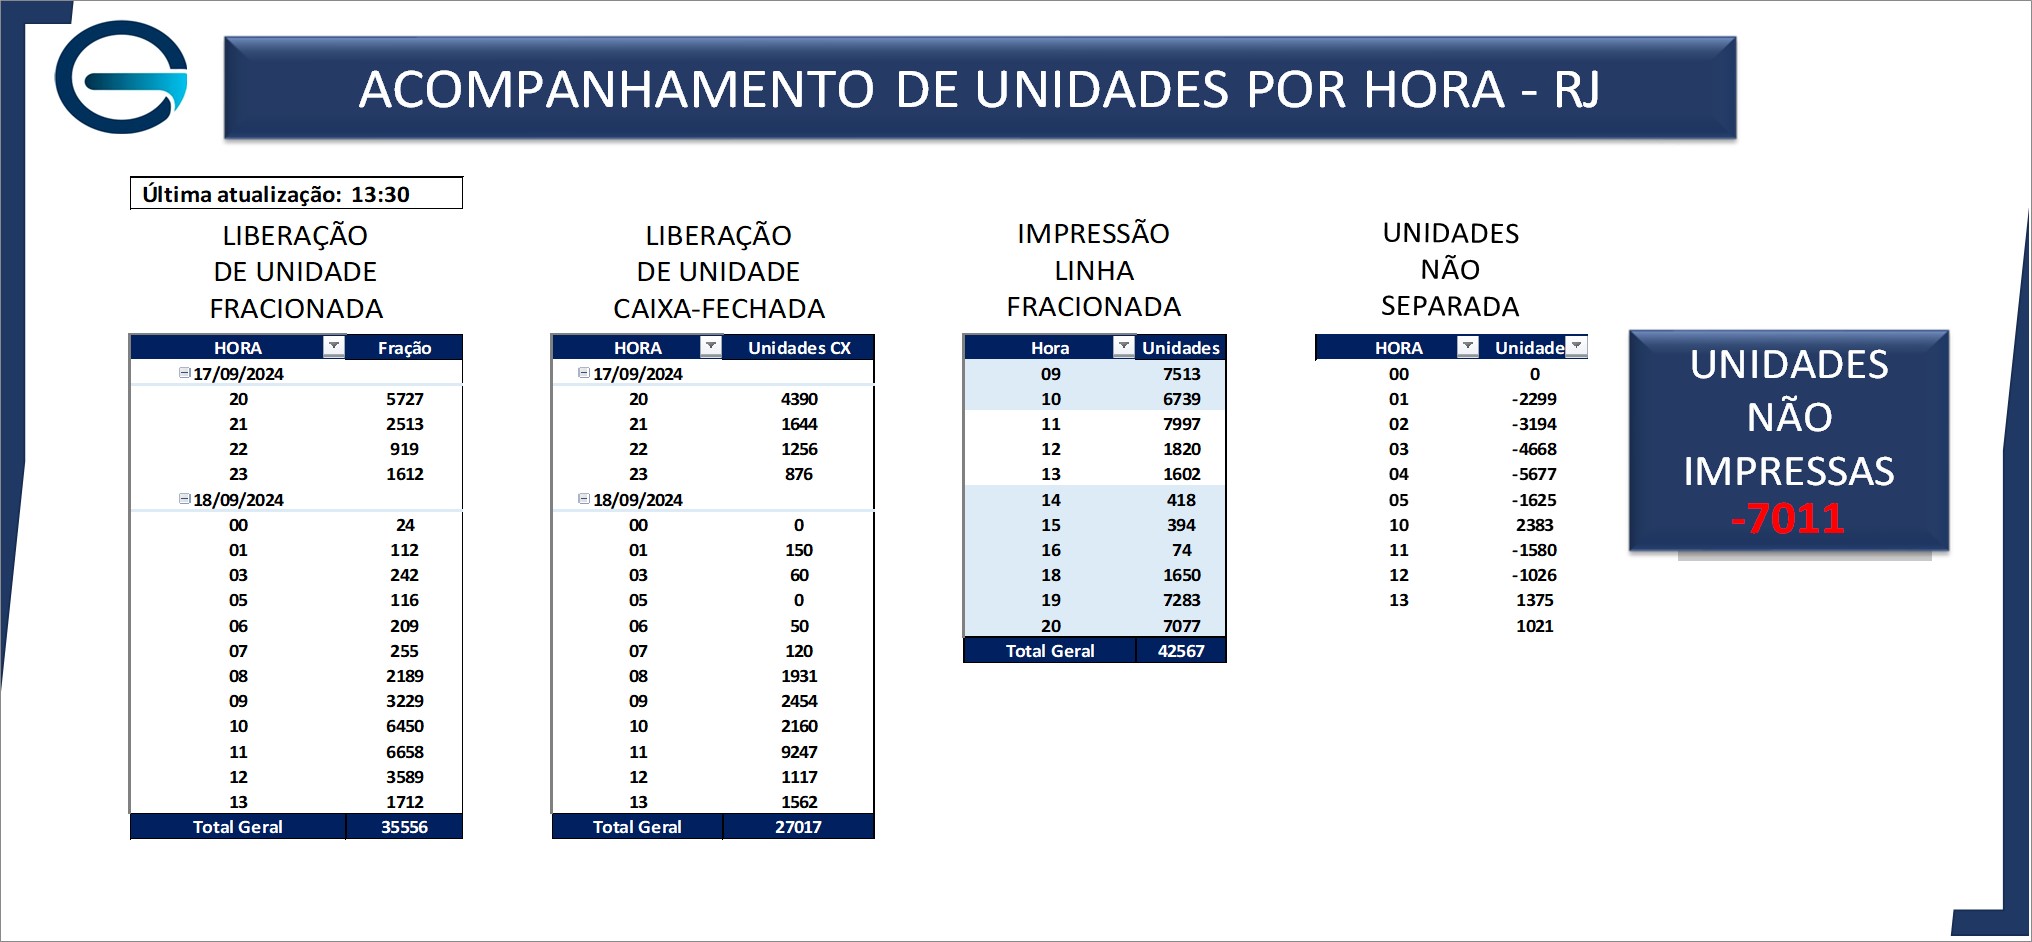 ACOMPANHAMENTO DE UNIDADES POR HORA - RJ
Última atualização: 13:30
LIBERAÇÃO
DE UNIDADE
FRACIONADA
HORA Fração
17/09/2024
20 5727
21 2513
22 919
23 1612
18/09/2024
00 24
01 112
03 242
05 116
06 209
07 255
08 2189
09 3229
10 6450
11 6658
12 3589
13 1712
Total Geral 35556
LIBERAÇÃO
DE UNIDADE
CAIXA-FECHADA
HORA Unidades CX
17/09/2024
20 4390
21 1644
22 1256
23 876
18/09/2024
00 0
01 150
03 60
05 0
06 50
07 120
08 1931
09 2454
10 2160
11 9247
12 1117
13 1562
Total Geral 27017
IMPRESSÃO
LINHA
FRACIONADA
Hora Unidades
09 7513
10 6739
11 7997
12 1820
13 1602
14 418
15 394
16 74
18 1650
19 7283
20 7077
Total Geral 42567
UNIDADES
NÃO
SEPARADA
HORA Unidade
00 0
01 -2299
02 -3194
03 -4668
04 -5677
05 -1625
10 2383
11 -1580
12 -1026
13 1375
1021
UNIDADES
NÃO
IMPRESSAS
-7011